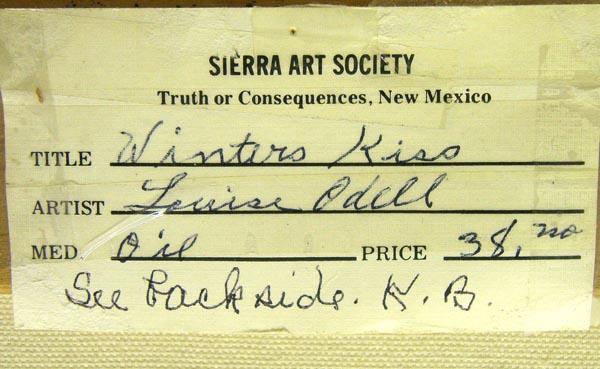 SIERRA ART SOCIETY
Truth or Consequences, New Mexico
TITLE Winters Kiss
ARTIST Louise Odell
MED. Oil PRICE 38.
See backside. K. B.